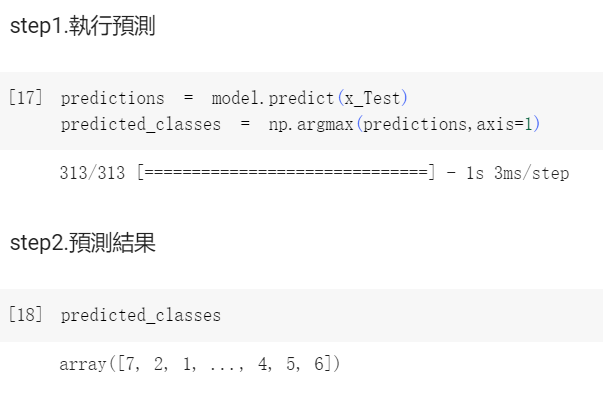 step1.執行預測
[17] predictions = model.predict(x_Test)
predicted_classes = np.argmax(predictions,axis=1)
313/313 [==============================] - 1s 3ms/step
step2.預測結果
[18] predicted_classes
array([7, 2, 1, ..., 4, 5, 6])